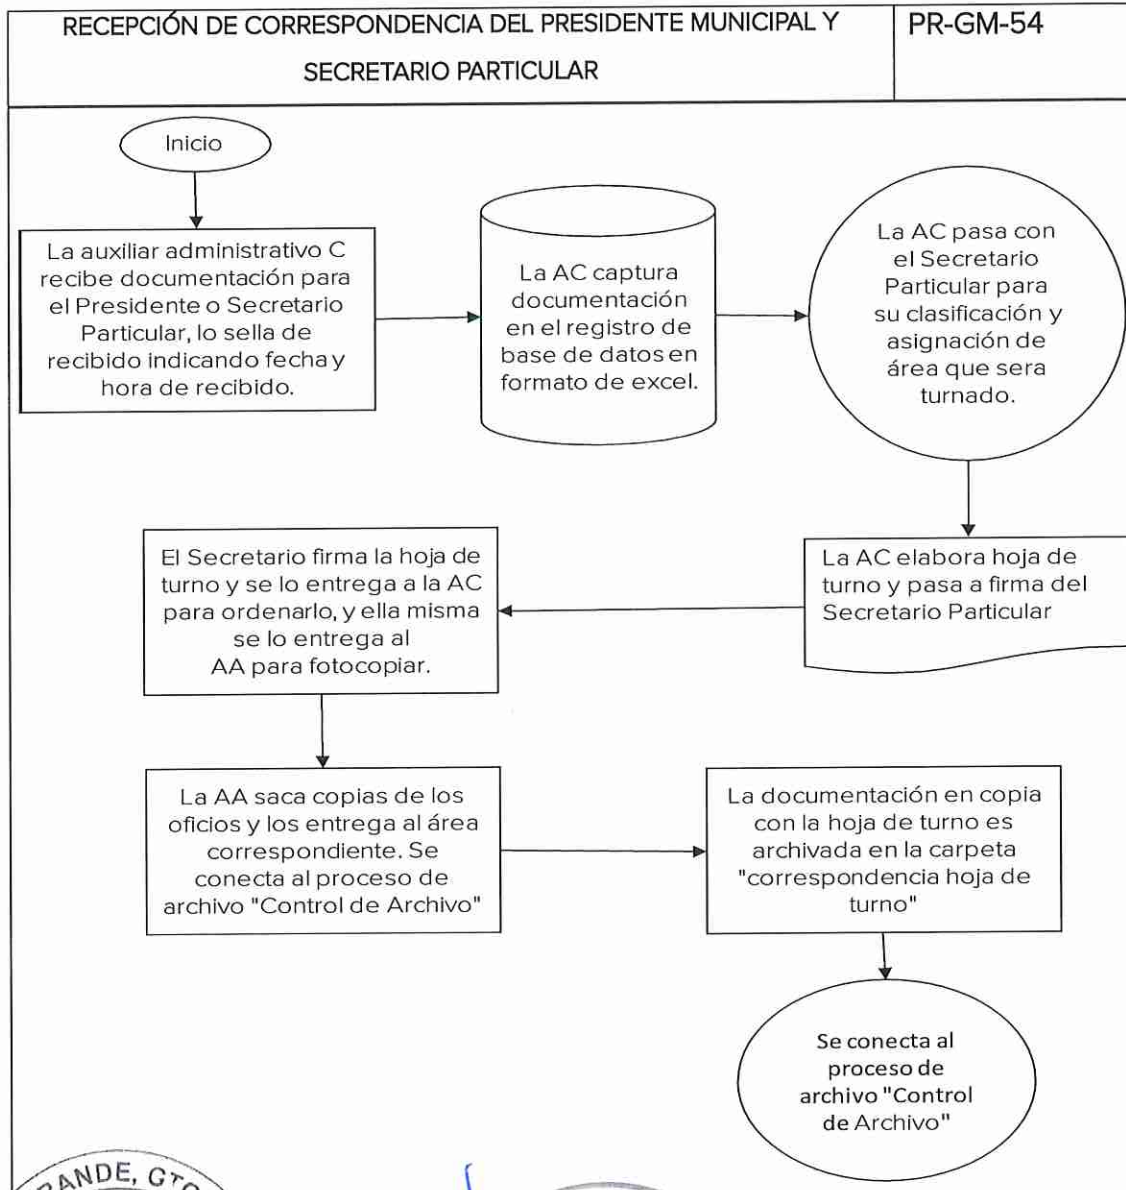 RECEPCIÓN DE CORRESPONDENCIA DEL PRESIDENTE MUNICIPAL Y
SECRETARIO PARTICULAR
PR-GM-54
Inicio
La auxiliar administrativo C
recibe documentación para
el Presidente o Secretario
Particular, lo sella de
recibido indicando fecha y
hora de recibido.
La AC captura
documentación
en el registro de
base de datos en
formato de excel.
La AC pasa con
el Secretario
Particular para
su clasificación y
asignación de
área que sera
turnado.
El Secretario firma la hoja de
turno y se lo entrega a la AC
para ordenarlo, y ella misma
se lo entrega al
AA para fotocopiar.
La AC elabora hoja de
turno y pasa a firma del
Secretario Particular
La AA saca copias de los
oficios y los entrega al área
correspondiente. Se
conecta al proceso de
archivo "Control de Archivo"
La documentación en copia
con la hoja de turno es
archivada en la carpeta
"correspondencia hoja de
turno"
Se conecta al
proceso de
archivo "Control
de Archivo"